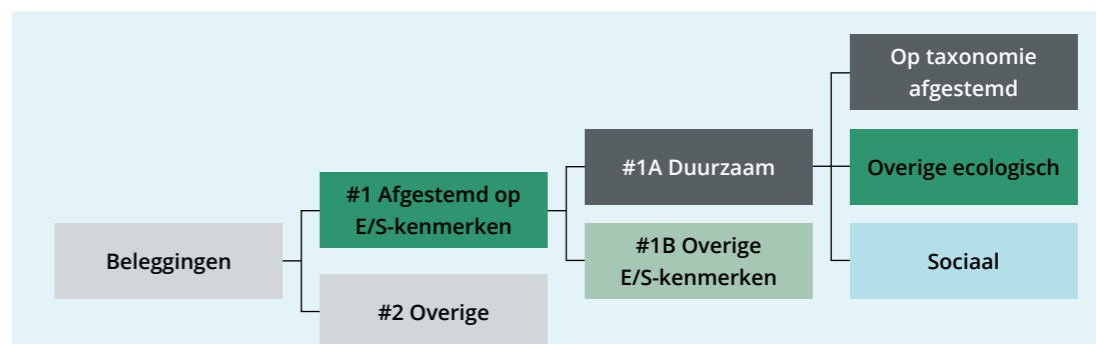 Beleggingen
#1 Afgestemd op
E/S-kenmerken
#2 Overige
#1A Duurzaam
#1B Overige
E/S-kenmerken
Op taxonomie
afgestemd
Overige ecologisch
Sociaal